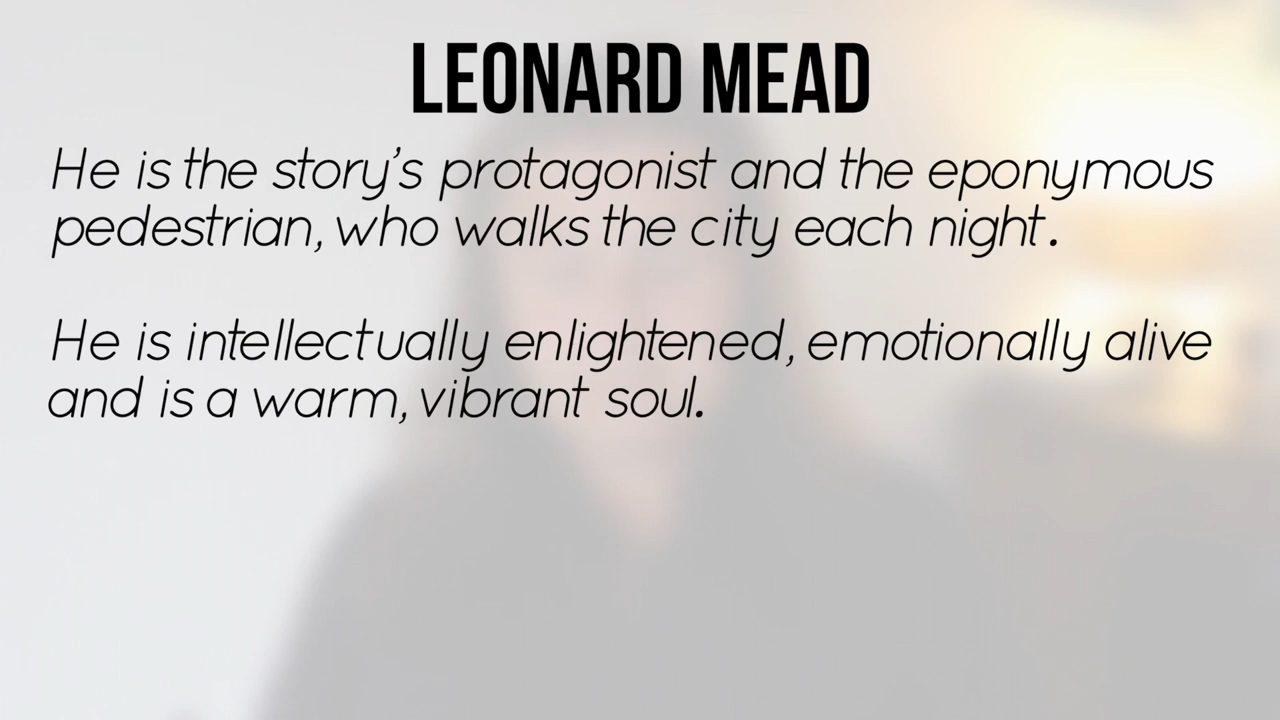 LEONARD MEAD
He is the story's protagonist and the eponymous
pedestrian, who walks the city each night.
He is intellectually enlightened, emotionally alive
and is a warm, vibrant soul.